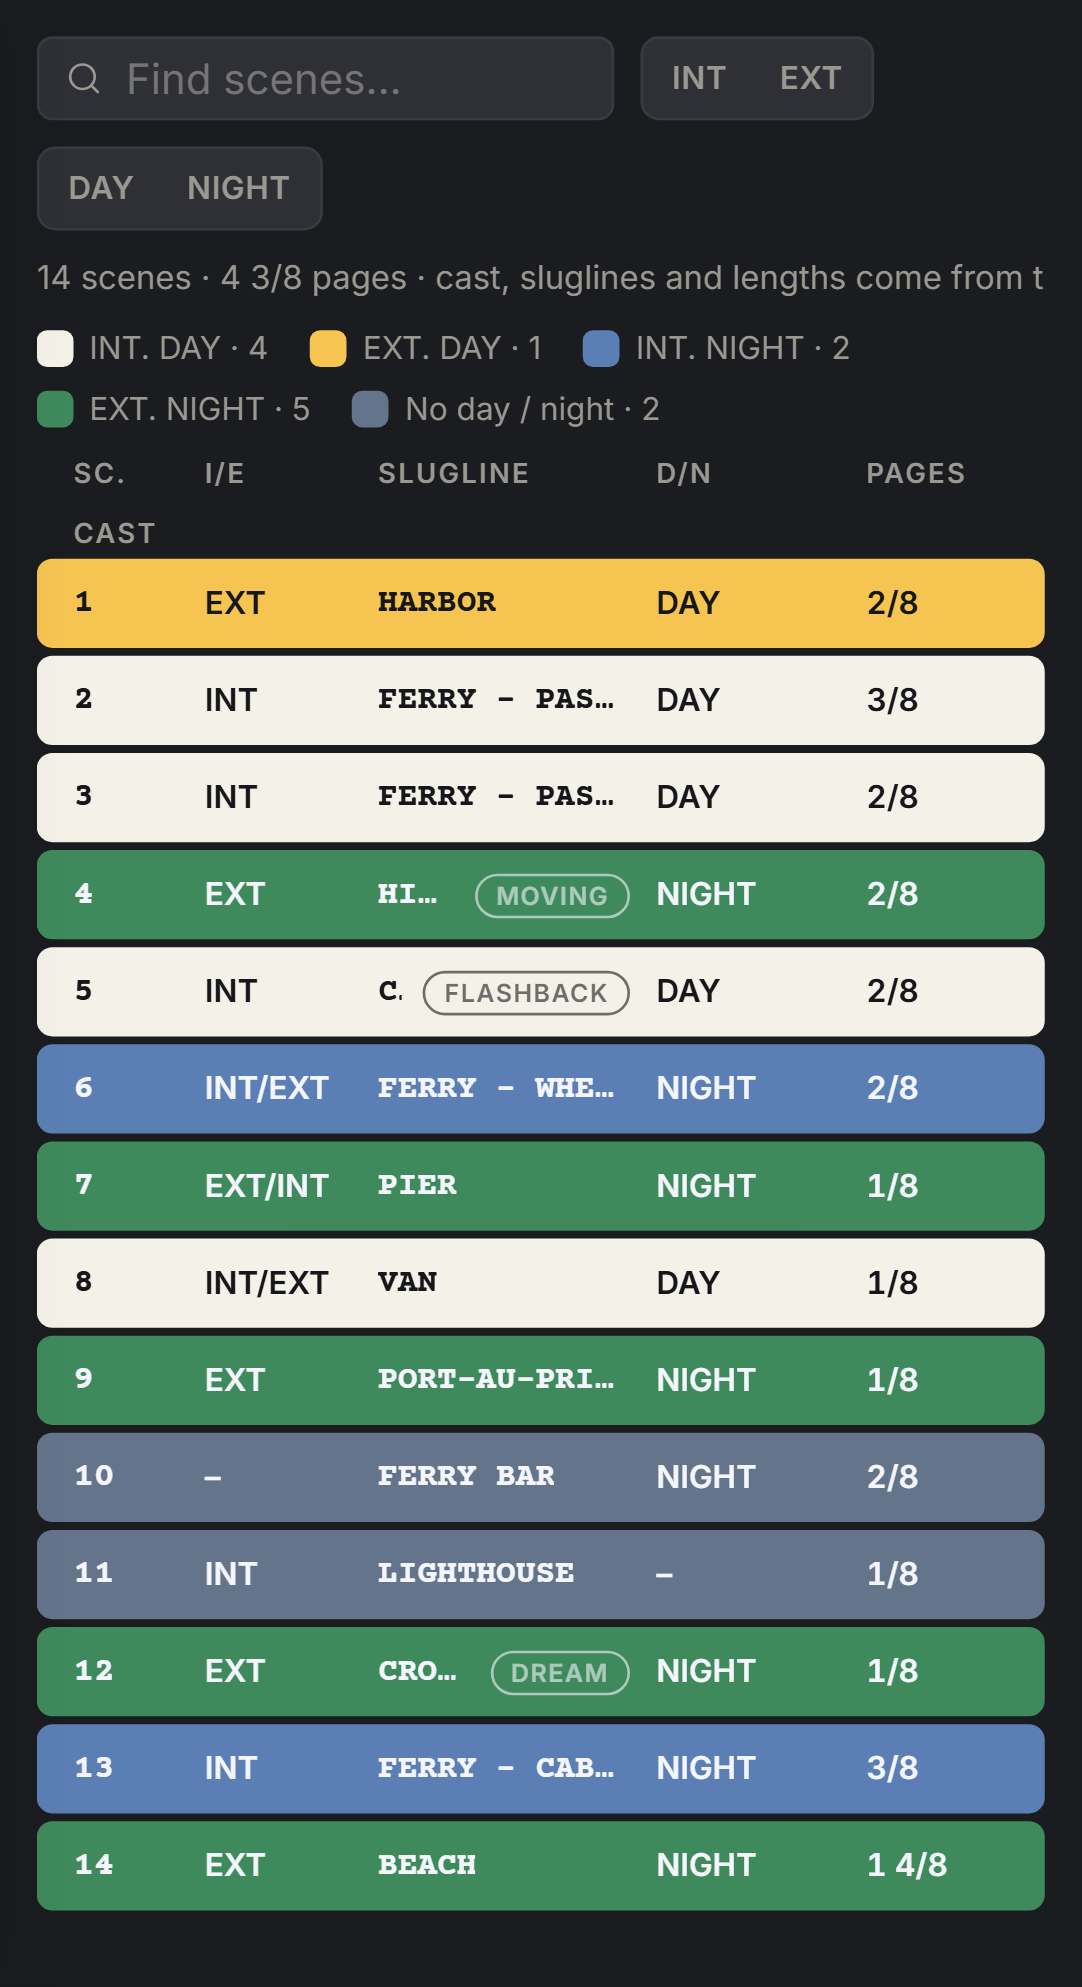 Find scenes... INT EXT
DAY NIGHT
14 scenes · 4 3/8 pages · cast, sluglines and lengths come from t
INT. DAY · 4 EXT. DAY · 1 INT. NIGHT · 2
EXT. NIGHT · 5 No day / night · 2
SC. I/E SLUGLINE D/N PAGES
CAST
1 EXT HARBOR DAY 2/8
2 INT FERRY - PAS… DAY 3/8
3 INT FERRY - PAS… DAY 2/8
4 EXT HI… MOVING NIGHT 2/8
5 INT C. FLASHBACK DAY 2/8
6 INT/EXT FERRY - WHE… NIGHT 2/8
7 EXT/INT PIER NIGHT 1/8
8 INT/EXT VAN DAY 1/8
9 EXT PORT-AU-PRI… NIGHT 1/8
10 – FERRY BAR NIGHT 2/8
11 INT LIGHTHOUSE – 1/8
12 EXT CRO… DREAM NIGHT 1/8
13 INT FERRY - CAB… NIGHT 3/8
14 EXT BEACH NIGHT 1 4/8